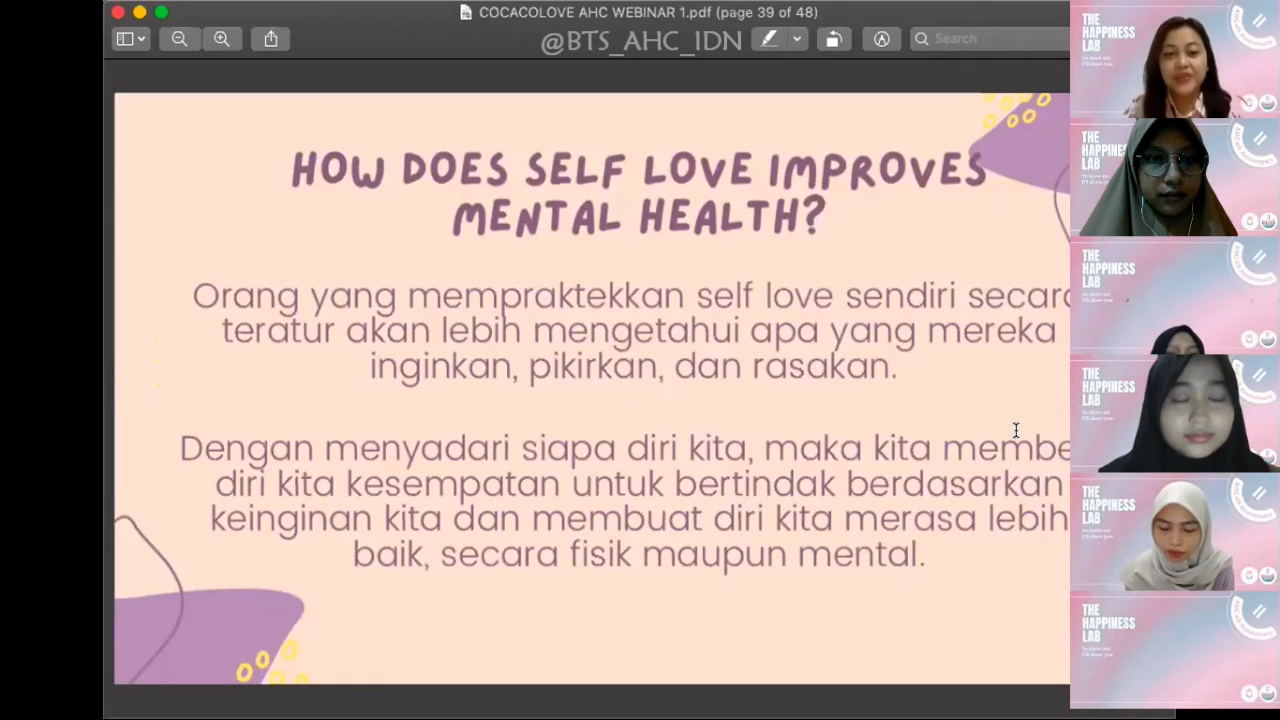 COCACOLOVE AHC WEBINAR 1.pdf (page 39 of 48)
@BTS_AHC_IDN
Search
HOW DOES SELF LOVE IMPROVES
MENTAL HEALTH?
Orang yang mempraktekkan self love sendiri secara
teratur akan lebih mengetahui apa yang mereka
inginkan, pikirkan, dan rasakan.
Dengan menyadari siapa diri kita, maka kita membe
diri kita kesempatan untuk bertindak berdasarkan
keinginan kita dan membuat diri kita merasa lebih
baik, secara fisik maupun mental.
THE
HAPPINESS
LAB
THE
HAPPINESS
LAB
THE
HAPPINESS
LAB
THE
HAPPINESS
LAB
THE
HAPPINESS
LAB
THE
HAPPINESS
LAB